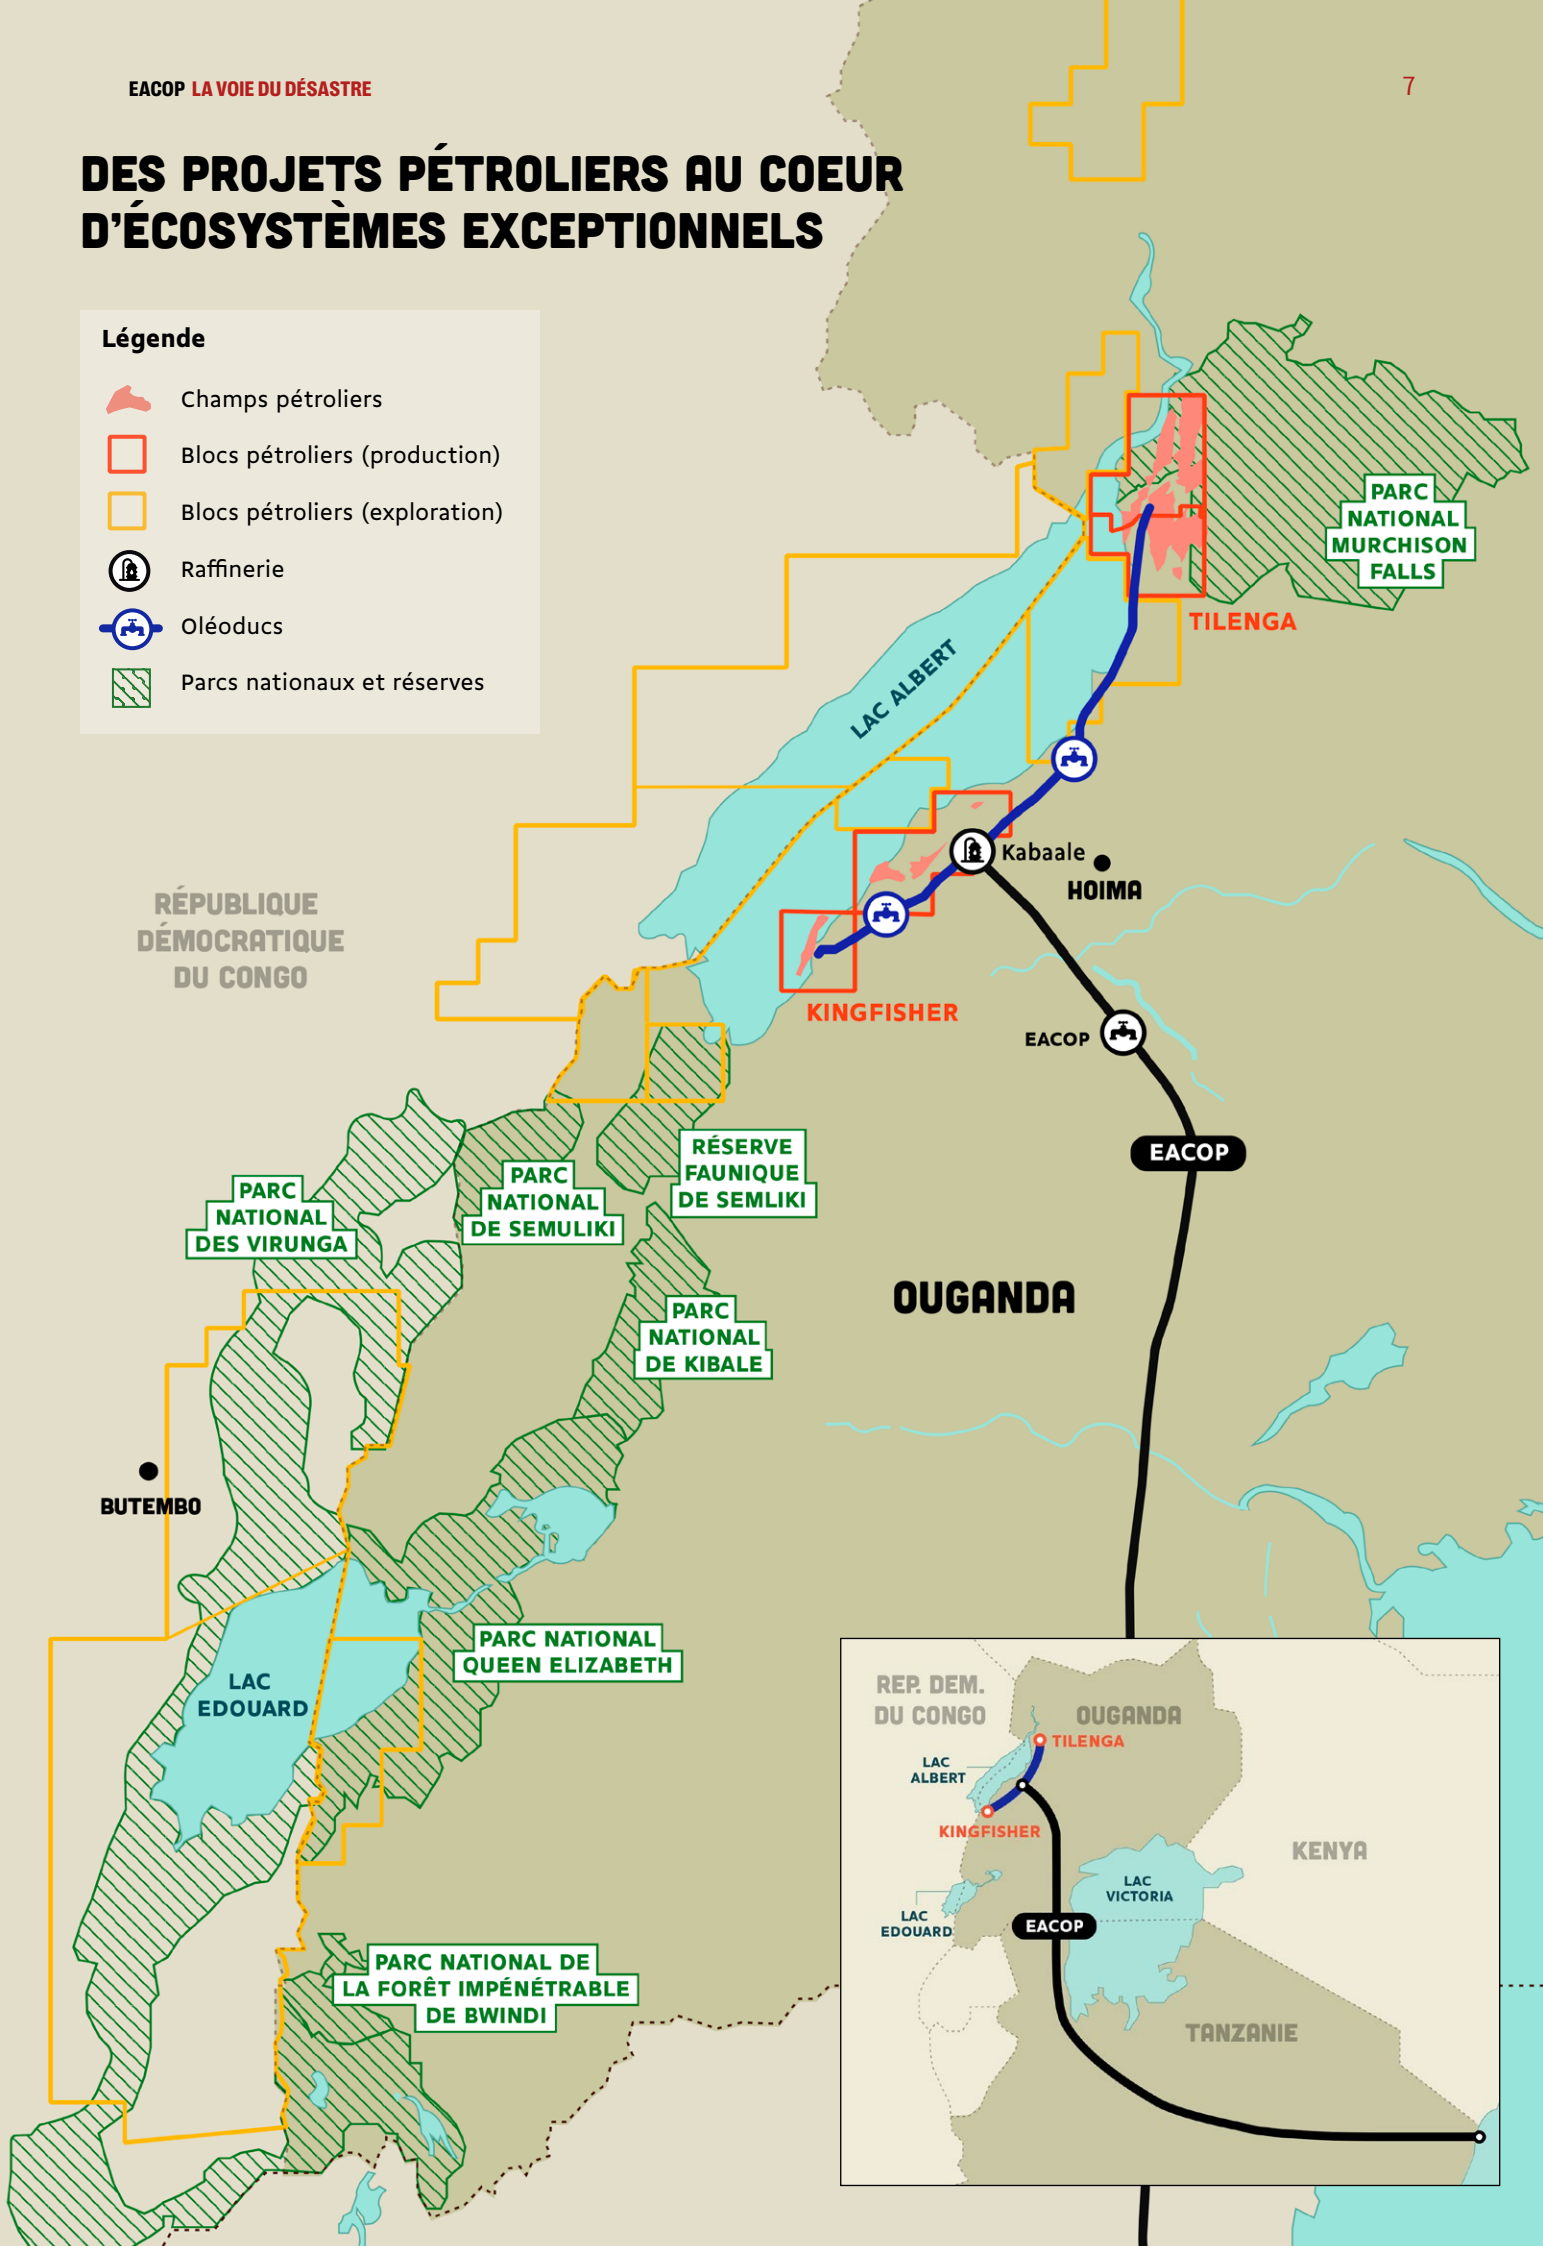 EACOP LA VOIE DU DÉSASTRE
7
DES PROJETS PÉTROLIERS AU COEUR
D'ÉCOSYSTÈMES EXCEPTIONNELS
Légende
Champs pétroliers
Blocs pétroliers (production)
Blocs pétroliers (exploration)
Raffinerie
Oléoducs
Parcs nationaux et réserves
PARC
NATIONAL
MURCHISON
FALLS
TILENGA
LAC ALBERT
Kabaale
HOIMA
RÉPUBLIQUE
DÉMOCRATIQUE
DU CONGO
KINGFISHER
EACOP
EACOP
RÉSERVE
FAUNIQUE
DE SEMLIKI
PARC
NATIONAL
DE SEMULIKI
PARC
NATIONAL
DES VIRUNGA
OUGANDA
PARC
NATIONAL
DE KIBALE
BUTEMBO
PARC NATIONAL
QUEEN ELIZABETH
LAC
EDOUARD
PARC NATIONAL DE
LA FORÊT IMPÉNÉTRABLE
DE BWINDI
REP. DEM.
DU CONGO
OUGANDA
TILENGA
LAC
ALBERT
KINGFISHER
KENYA
LAC
VICTORIA
LAC
EDOUARD
EACOP
TANZANIE